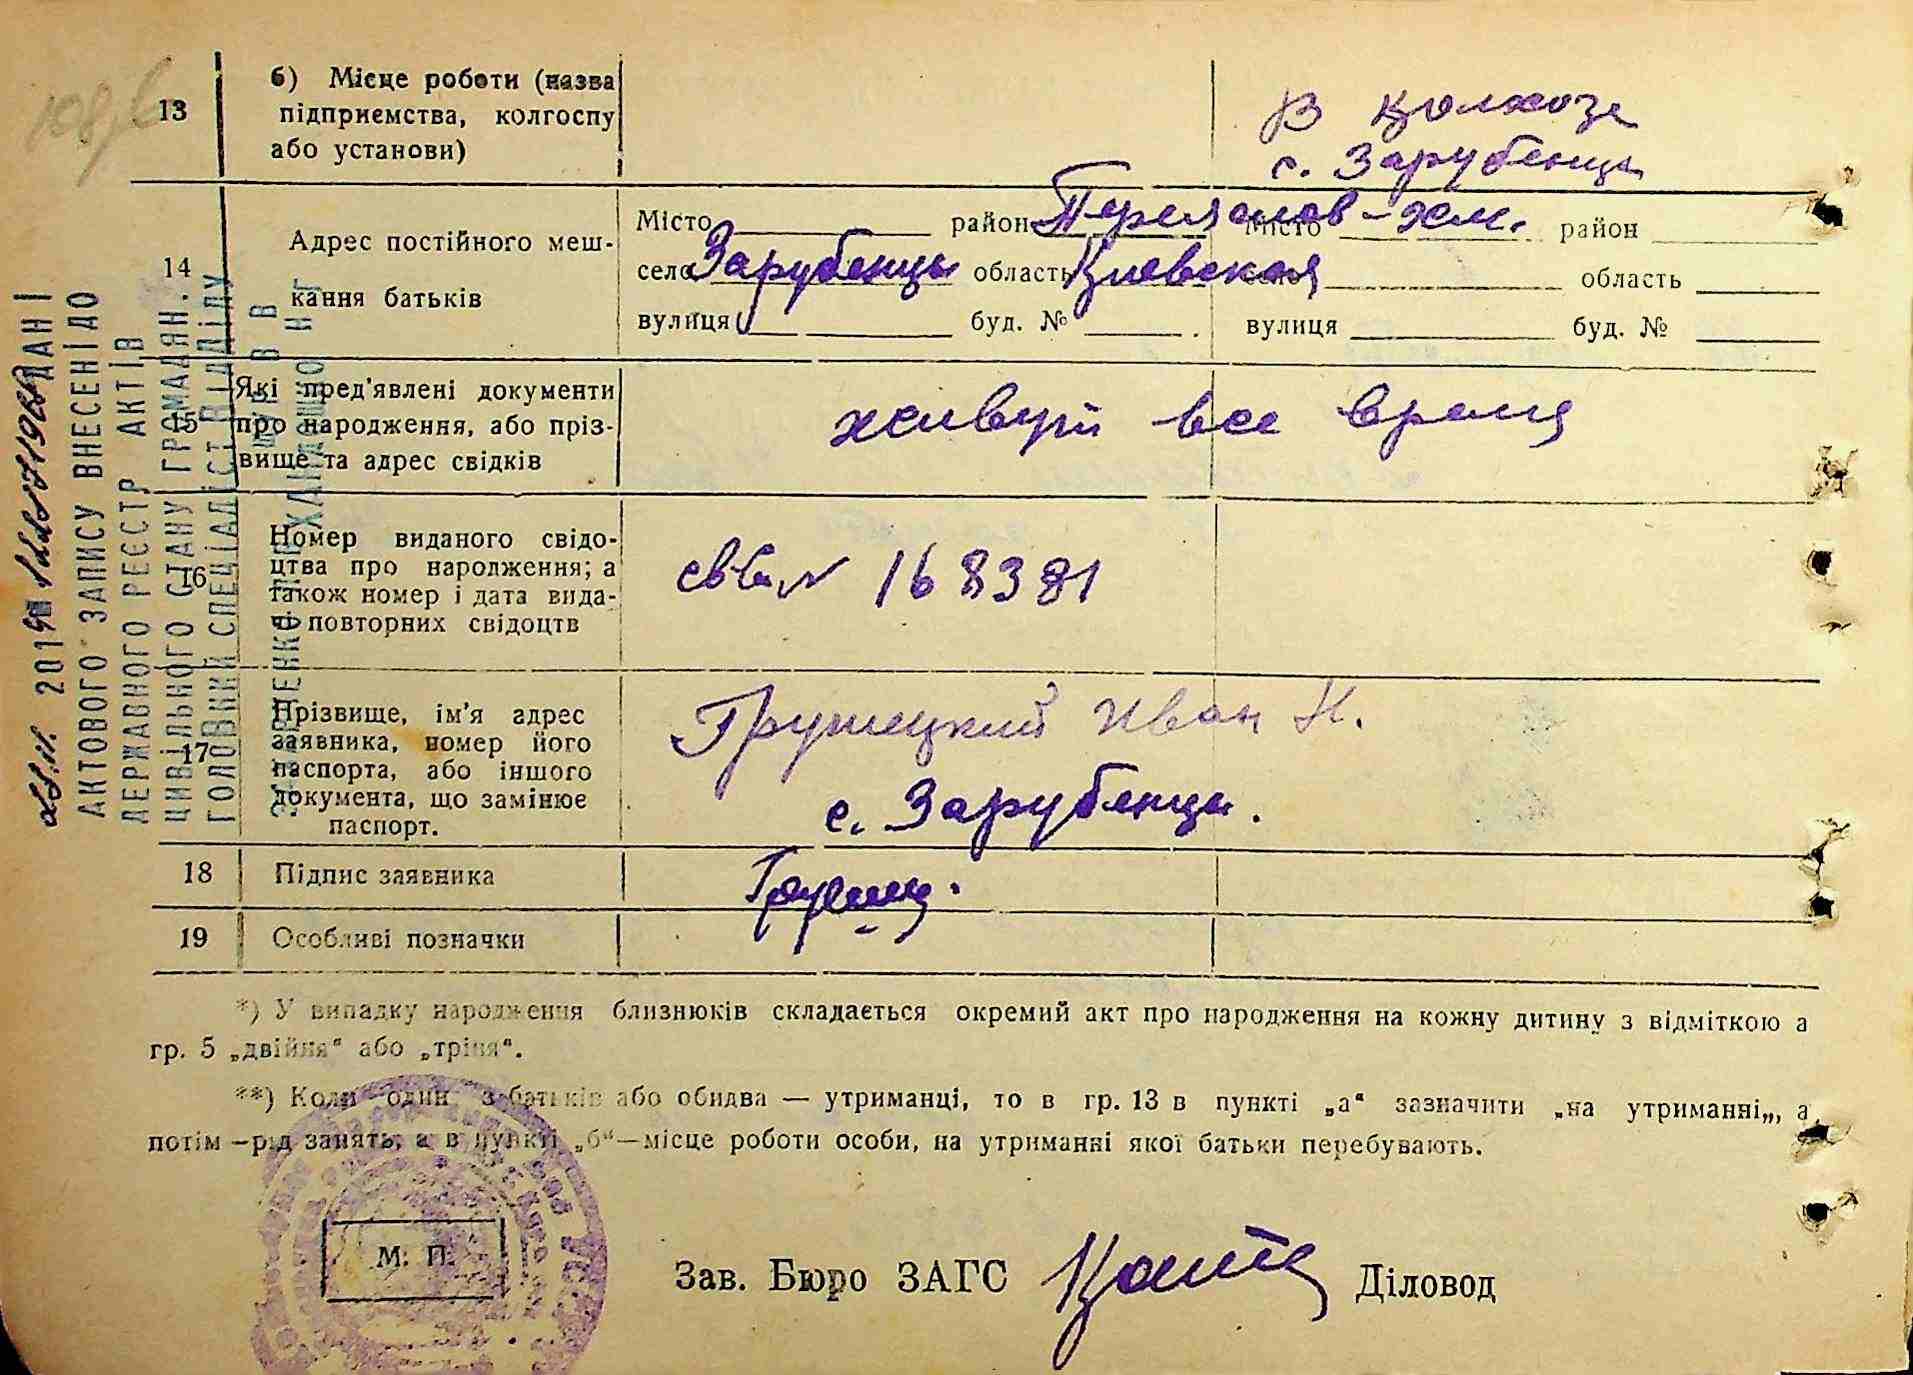 13
б) Місце роботи (назва
підприємства, колгоспу
або установи)
В колхозе
с. Зарубенцы
14
Адрес постійного меш-
кання батьків
Місто район Переяслов-хм. Місто район
село Зарубенцы область Киевская село область
вулиця буд. № вулиця буд. №
15
Які пред'явлені документи
про народження, або пріз-
вище та адрес свідків
живут все время
16
Номер виданого свідо-
цтва про народження; а
також номер і дата вида-
чі повторних свідоцтв
св-ва № 168381
17
Прізвище, ім'я адрес
заявника, номер його
паспорта, або іншого
документа, що замінює
паспорт.
Грушецкий Иван И.
с. Зарубенцы.
18
Підпис заявника
Грушец.
19
Особливі позначки
*) У випадку народження близнюків складається окремий акт про народження на кожну дитину з відміткою а
гр. 5 „двійня“ або „тріня“.
**) Коли один з батьків або обидва — утриманці, то в гр. 13 в пункті „а“ зазначити „на утриманні„, а
потім —рід занять, а в пункті „б“—місце роботи особи, на утриманні якої батьки перебувають.
М. П.
Зав. Бюро ЗАГС
Діловод
ДАНІ
АКТОВОГО ЗАПИСУ ВНЕСЕНІ ДО
ДЕРЖАВНОГО РЕЄСТР АКТІВ
ЦИВІЛЬНОГО СТАНУ ГРОМАДЯН.
ГОЛОВНИЙ СПЕЦІАЛІСТ ВІДДІЛУ